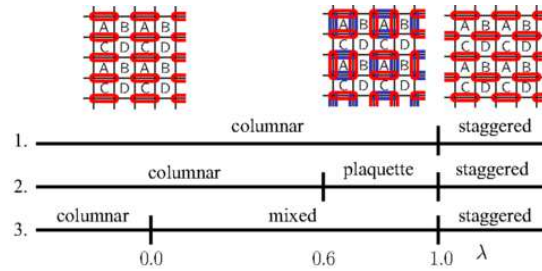 A B A B
C D C D
A B A B
C D C D
A B A B
C D C D
A B A B
C D C D
A B A B
C D C D
A B A B
C D C D
columnar staggered
1.
columnar plaquette staggered
2.
columnar mixed staggered
3.
0.0 0.6 1.0 λ